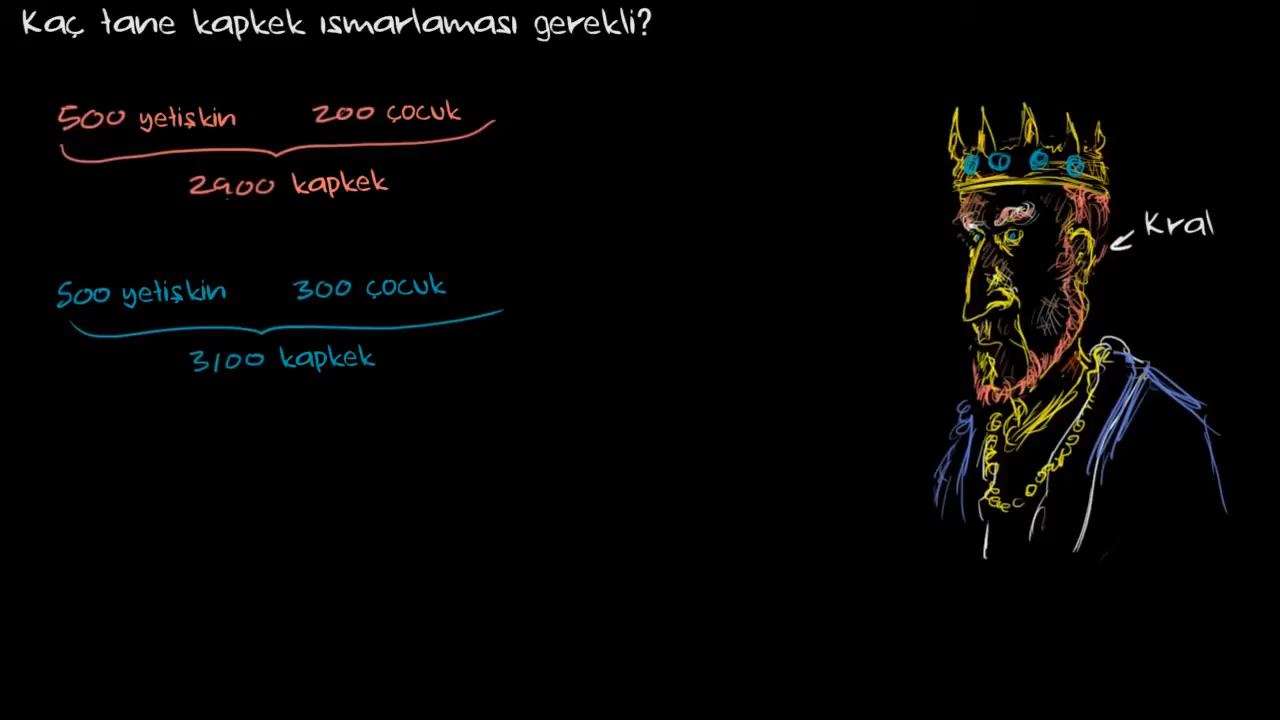 Kaç tane kapkek ısmarlaması gerekli?
500 yetişkin 200 çocuk
2900 kapkek
Kral
500 yetişkin 300 çocuk
3100 kapkek